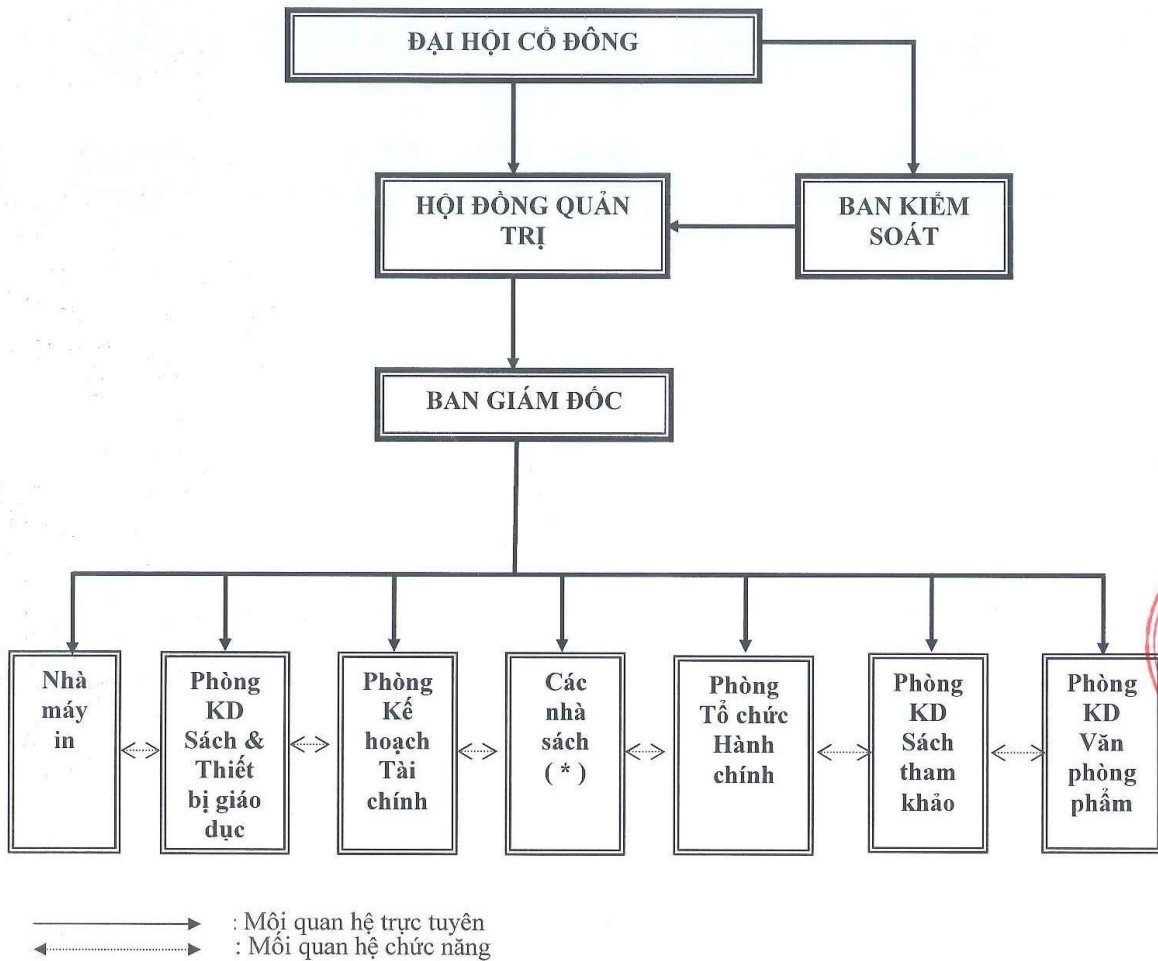 ĐẠI HỘI CỔ ĐÔNG
HỘI ĐỒNG QUẢN
TRỊ
BAN KIỂM
SOÁT
BAN GIÁM ĐỐC
Nhà
máy
in
Phòng
KD
Sách &
Thiết
bị giáo
dục
Phòng
Kế
hoạch
Tài
chính
Các
nhà
sách
( * )
Phòng
Tổ chức
Hành
chính
Phòng
KD
Sách
tham
khảo
Phòng
KD
Văn
phòng
phẩm
: Mối quan hệ trực tuyến
: Mối quan hệ chức năng